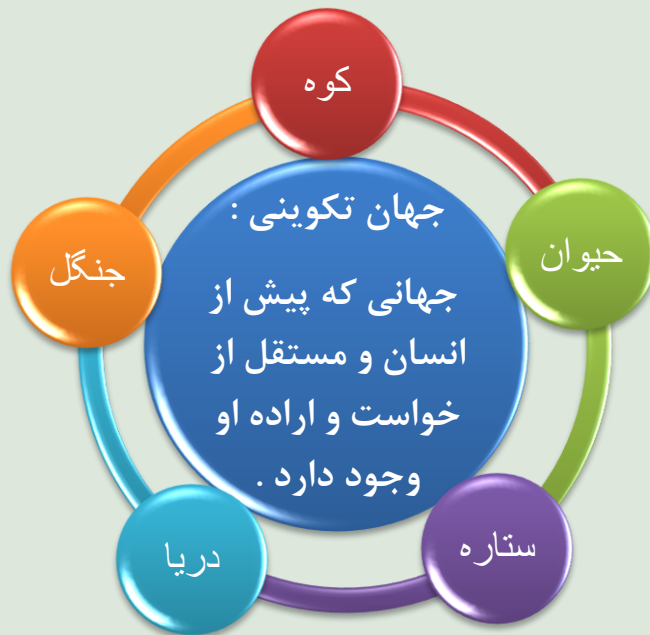 کوه
حیوان
جنگل
جهان تکوینی :
جهانی که پیش از
انسان و مستقل از
خواست و اراده او
وجود دارد .
ستاره
دریا